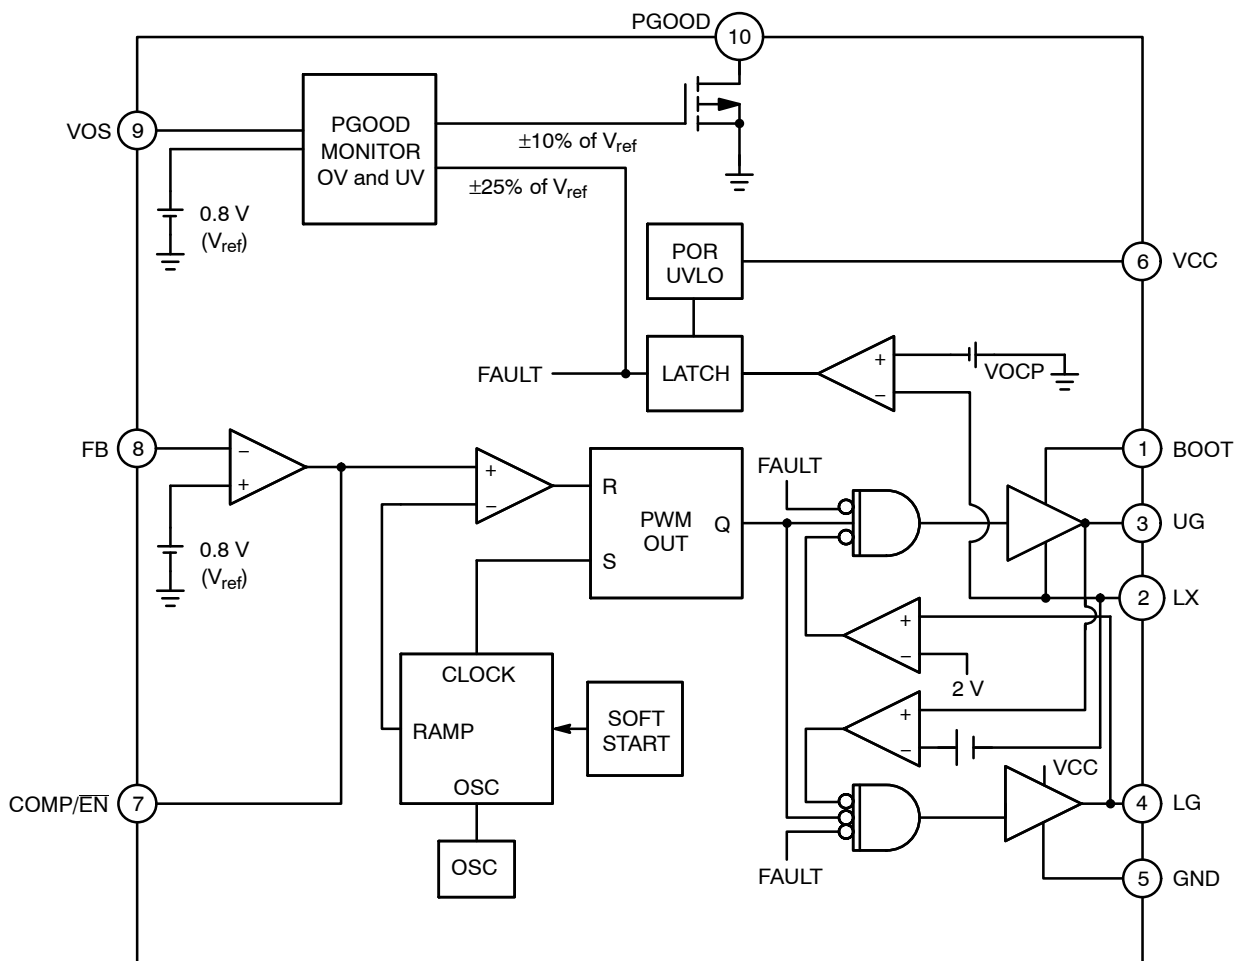 PGOOD
10
VOS
9
PGOOD
MONITOR
OV and UV
±10% of Vref
±25% of Vref
0.8 V
(Vref)
POR
UVLO
6
VCC
FAULT
LATCH
+
−
VOCP
FB
8
−
+
0.8 V
(Vref)
+
−
R
S
PWM
OUT
Q
FAULT
1
BOOT
3
UG
2
LX
+
−
2 V
CLOCK
RAMP
OSC
SOFT
START
+
−
VCC
COMP/EN
7
4
LG
OSC
FAULT
5
GND